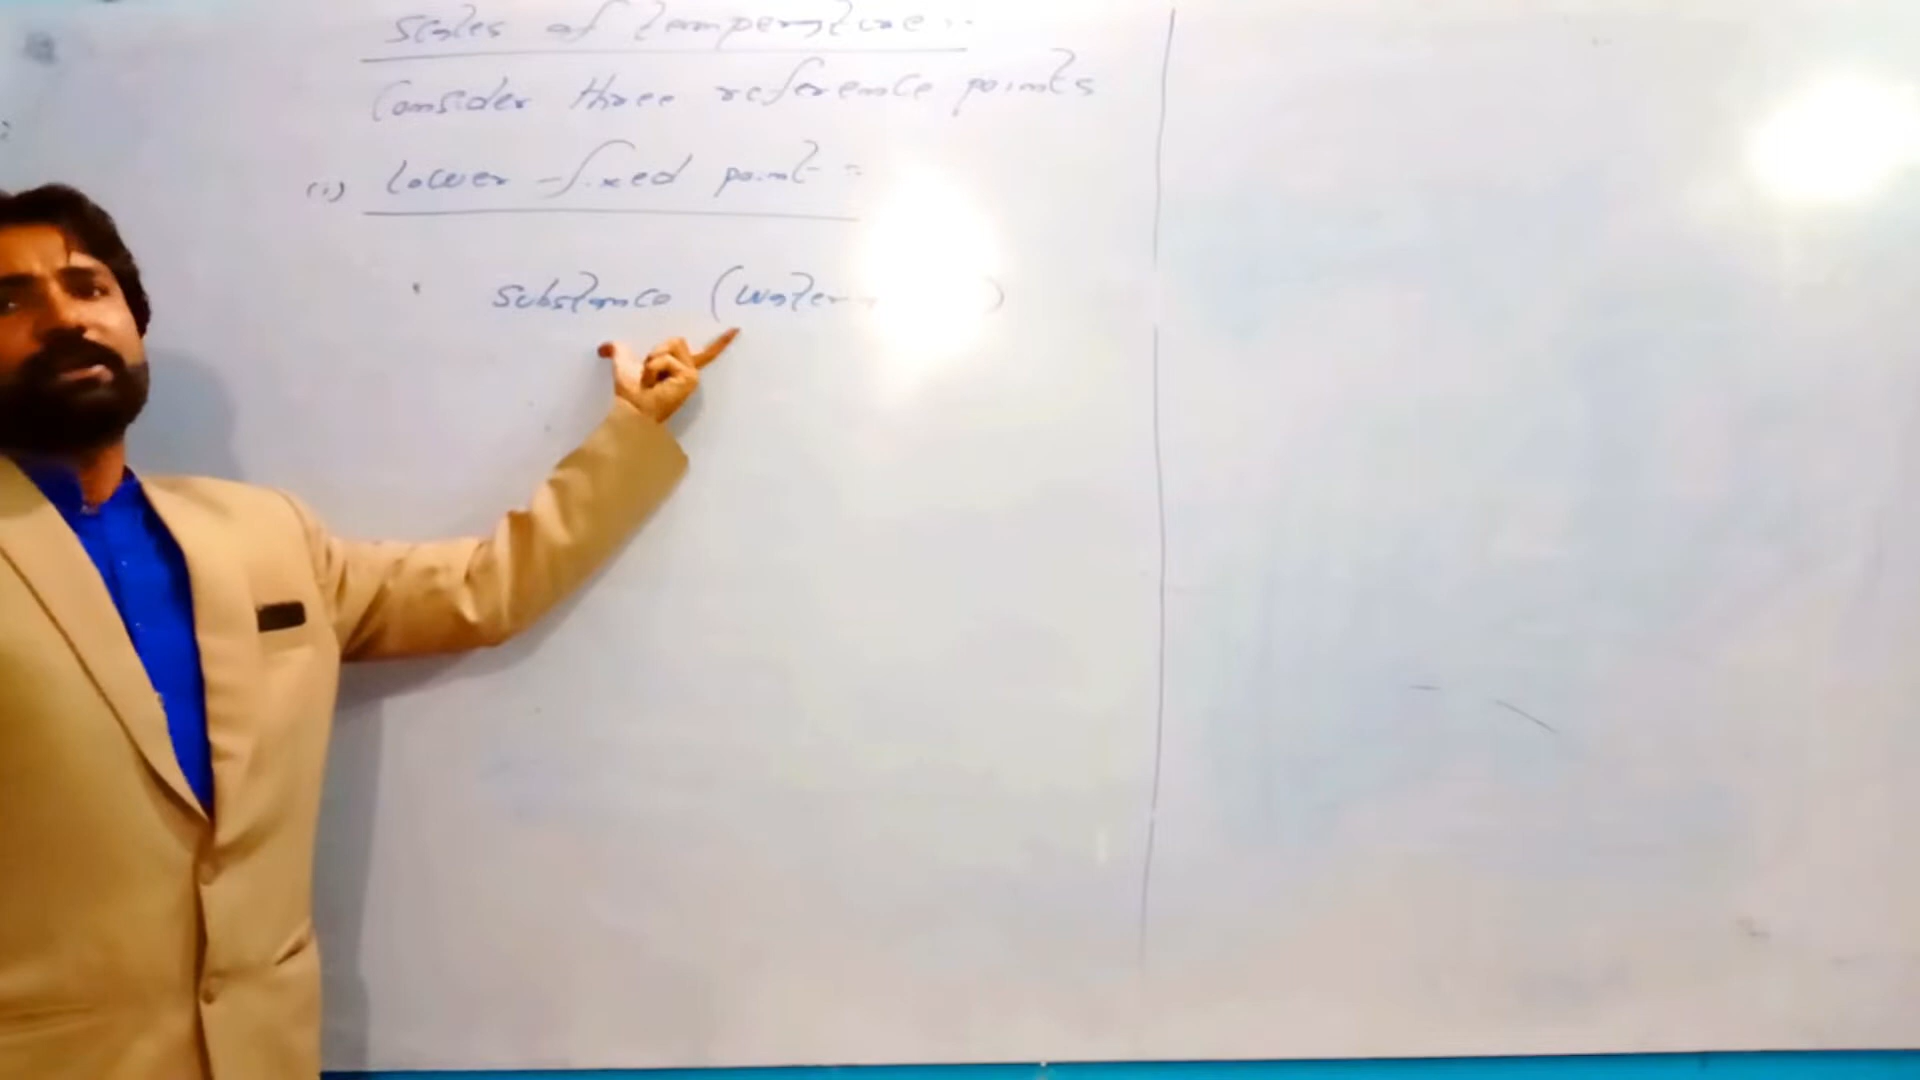 Scales of temperature:-
Consider three reference points
(i) Lower fixed point :-
Substance (Water )